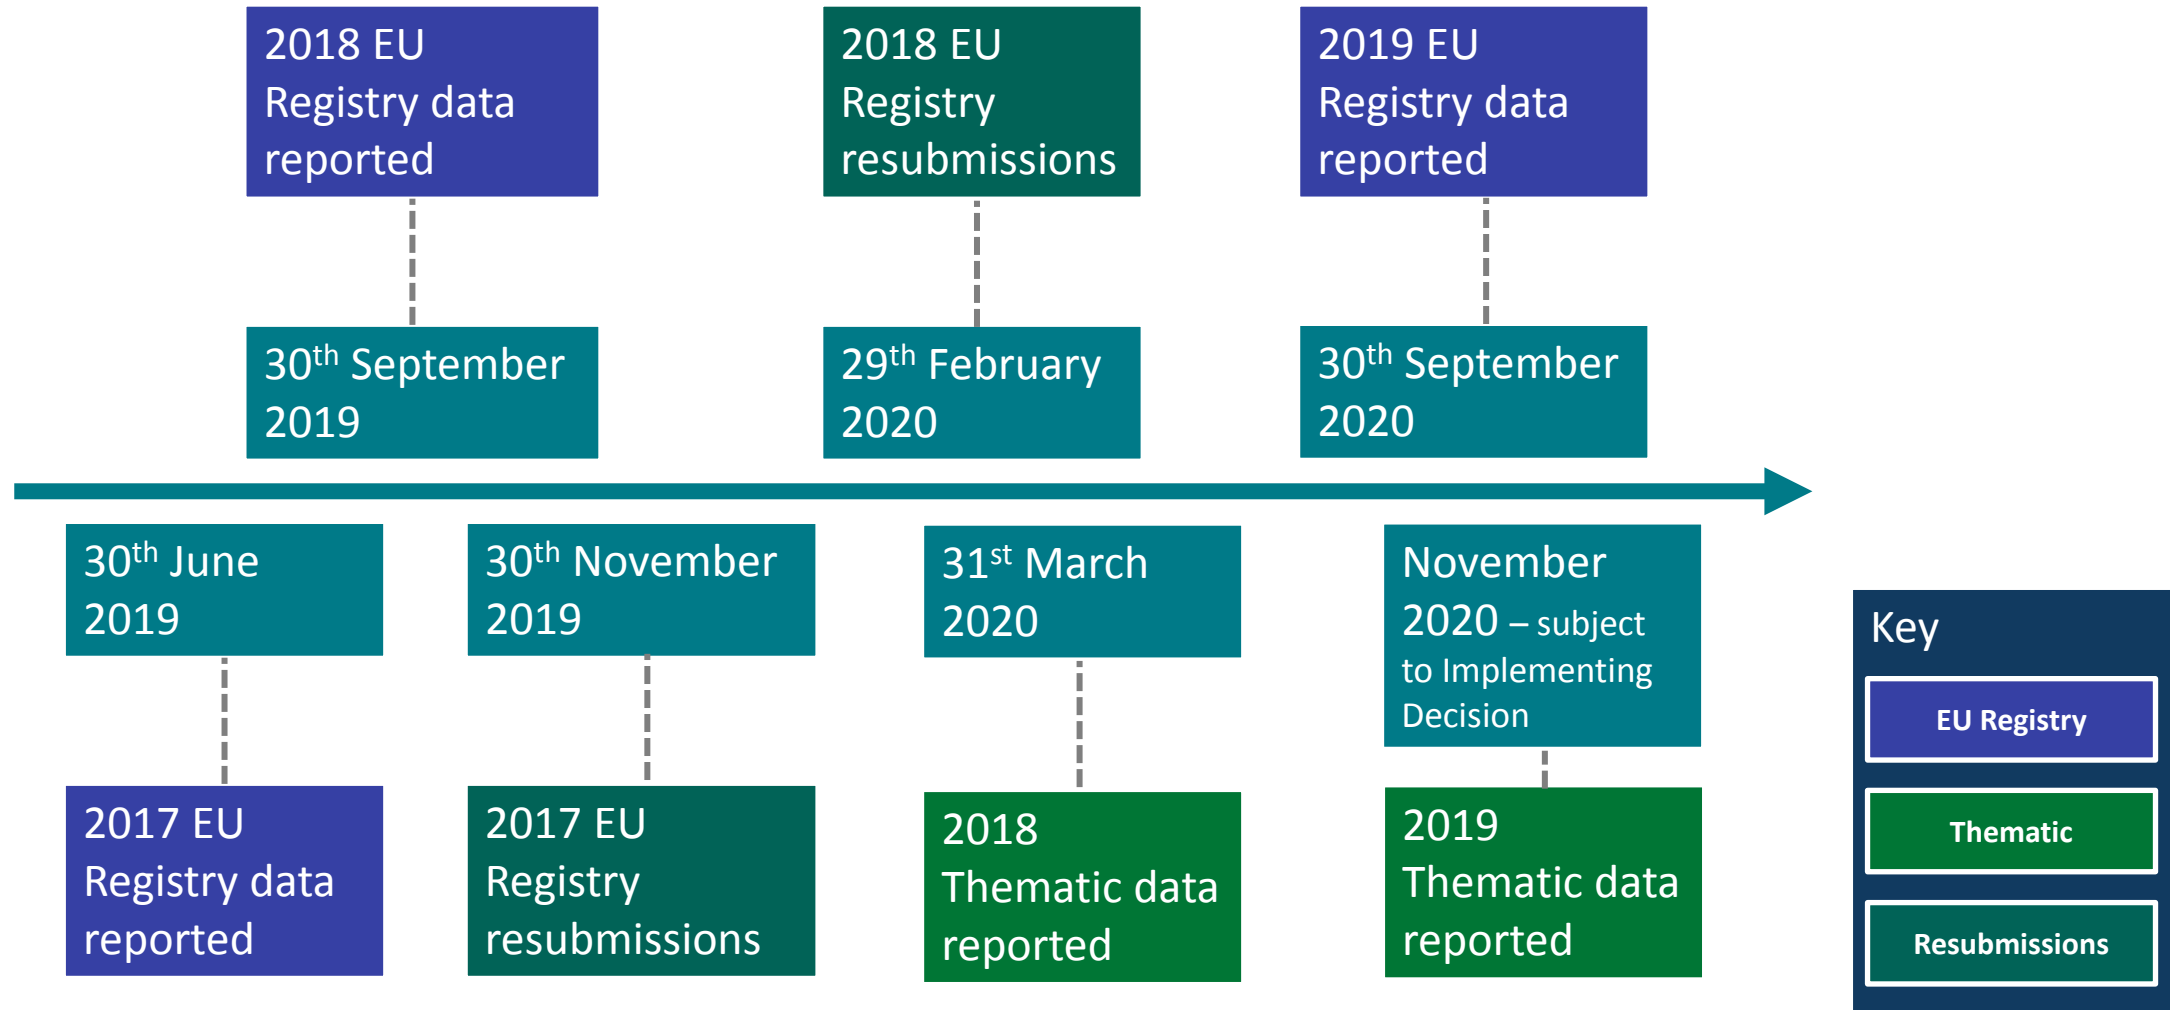 2018 EU
Registry data
reported
2018 EU
Registry
resubmissions
2019 EU
Registry data
reported
30th September
2019
29th February
2020
30th September
2020
30th June
2019
30th November
2019
31st March
2020
November
2020 – subject
to Implementing
Decision
2017 EU
Registry data
reported
2017 EU
Registry
resubmissions
2018
Thematic data
reported
2019
Thematic data
reported
Key
EU Registry
Thematic
Resubmissions